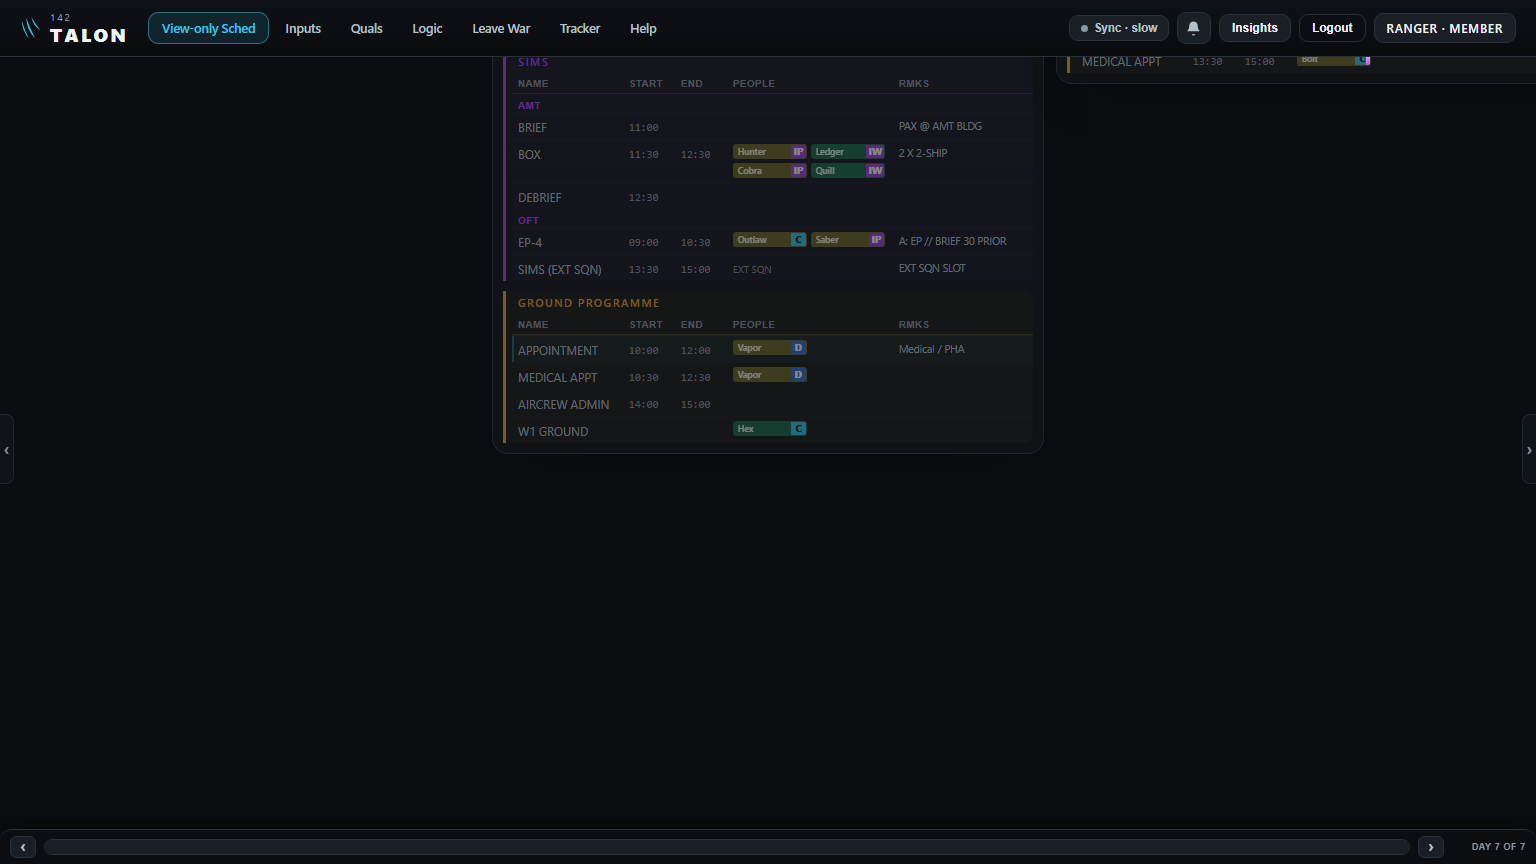 142
TALON
View-only Sched Inputs Quals Logic Leave War Tracker Help
Sync · slow Insights Logout RANGER · MEMBER
SIMS
NAME START END PEOPLE RMKS
AMT
BRIEF 11:00 PAX @ AMT BLDG
BOX 11:30 12:30 Hunter IP Ledger IW 2 X 2-SHIP
Cobra IP Quill IW
DEBRIEF 12:30
OFT
EP-4 09:00 10:30 Outlaw C Saber IP A: EP // BRIEF 30 PRIOR
SIMS (EXT SQN) 13:30 15:00 EXT SQN EXT SQN SLOT
GROUND PROGRAMME
NAME START END PEOPLE RMKS
APPOINTMENT 10:00 12:00 Vapor D Medical / PHA
MEDICAL APPT 10:30 12:30 Vapor D
AIRCREW ADMIN 14:00 15:00
W1 GROUND Hex C
MEDICAL APPT 13:30 15:00 Bolt
DAY 7 OF 7